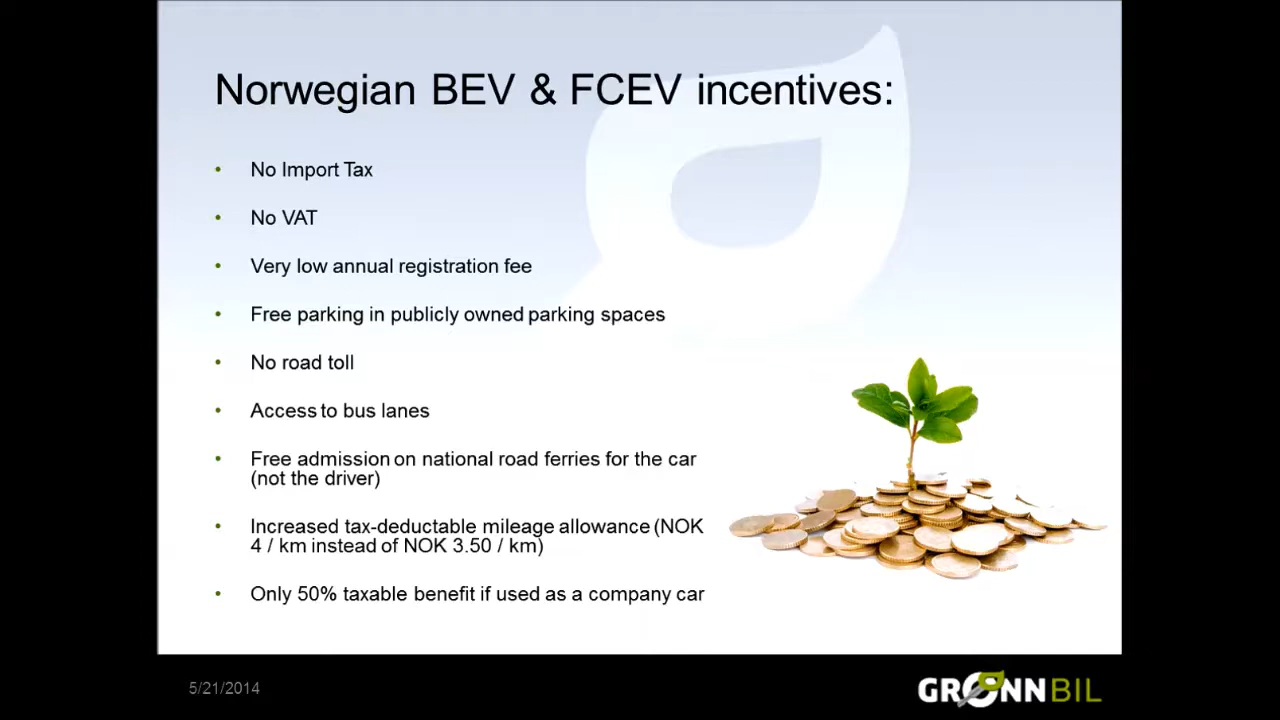 Norwegian BEV & FCEV incentives:
• No Import Tax
• No VAT
• Very low annual registration fee
• Free parking in publicly owned parking spaces
• No road toll
• Access to bus lanes
• Free admission on national road ferries for the car
(not the driver)
• Increased tax-deductable mileage allowance (NOK
4 / km instead of NOK 3.50 / km)
• Only 50% taxable benefit if used as a company car
5/21/2014
GRØNN BIL